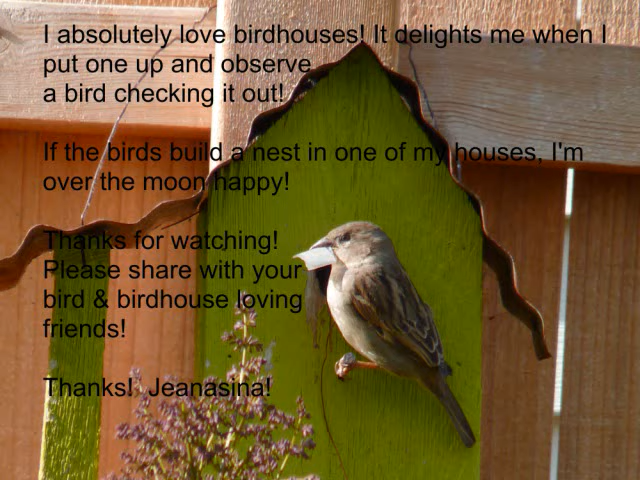 I absolutely love birdhouses! It delights me when I
put one up and observe
a bird checking it out!
If the birds build a nest in one of my houses, I'm
over the moon happy!
Thanks for watching!
Please share with your
bird & birdhouse loving
friends!
Thanks!  Jeanasina!